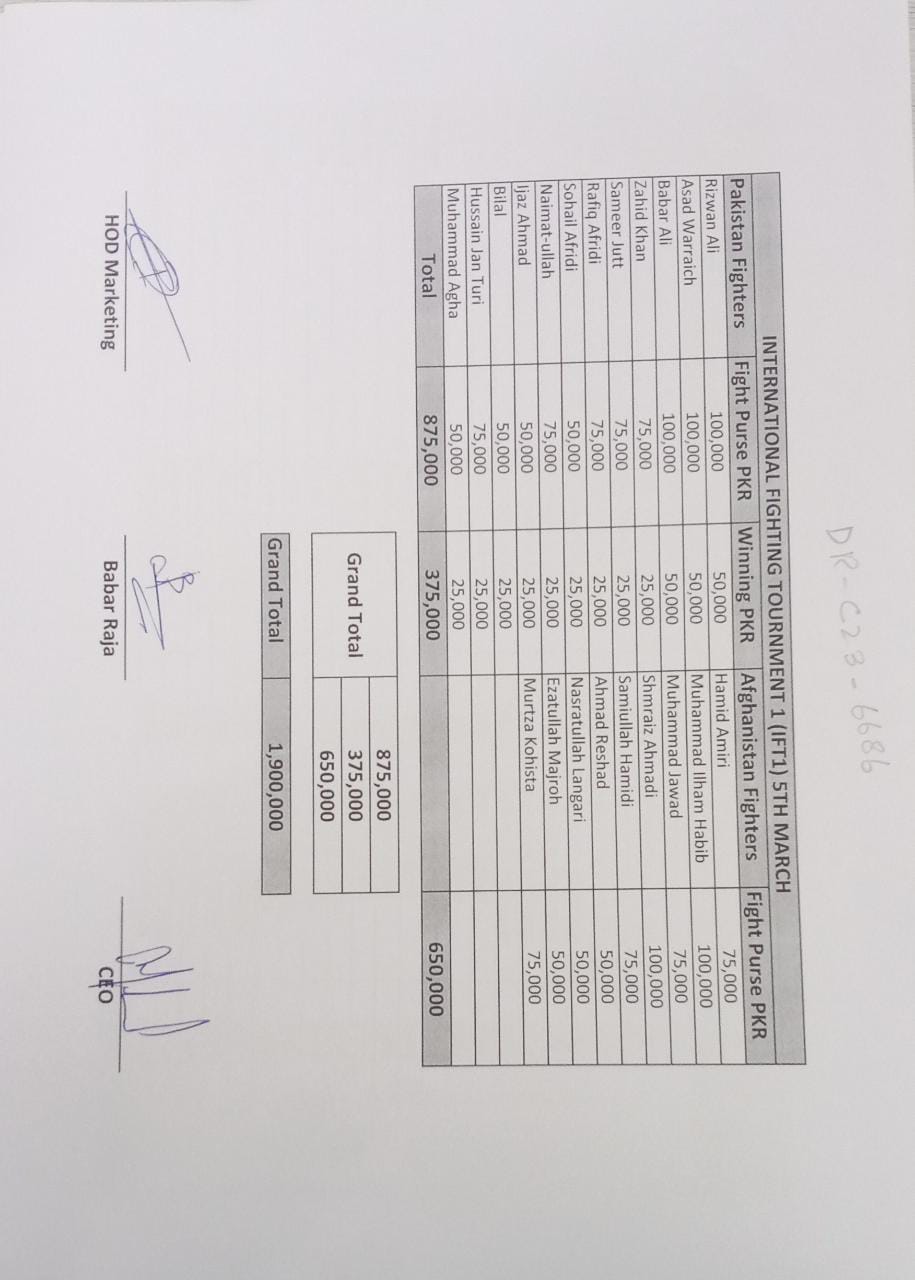 DR-C23-6686
INTERNATIONAL FIGHTING TOURNMENT 1 (IFT1) 5TH MARCH
Pakistan Fighters Fight Purse PKR Winning PKR Afghanistan Fighters Fight Purse PKR
Rizwan Ali 100,000 50,000 Hamid Amiri 75,000
Asad Warraich 100,000 50,000 Muhammad Ilham Habib 100,000
Babar Ali 100,000 50,000 Muhammad Jawad 75,000
Zahid Khan 75,000 25,000 Shmraiz Ahmadi 100,000
Sameer Jutt 75,000 25,000 Samiullah Hamidi 75,000
Rafiq Afridi 75,000 25,000 Ahmad Reshad 50,000
Sohail Afridi 50,000 25,000 Nasratullah Langari 50,000
Naimat-ullah 75,000 25,000 Ezatullah Majroh 50,000
Ijaz Ahmad 50,000 25,000 Murtza Kohista 75,000
Bilal 50,000 25,000
Hussain Jan Turi 75,000 25,000
Muhammad Agha 50,000 25,000
Total 875,000 375,000 650,000
875,000
Grand Total 375,000
650,000
Grand Total 1,900,000
HOD Marketing Babar Raja CEO